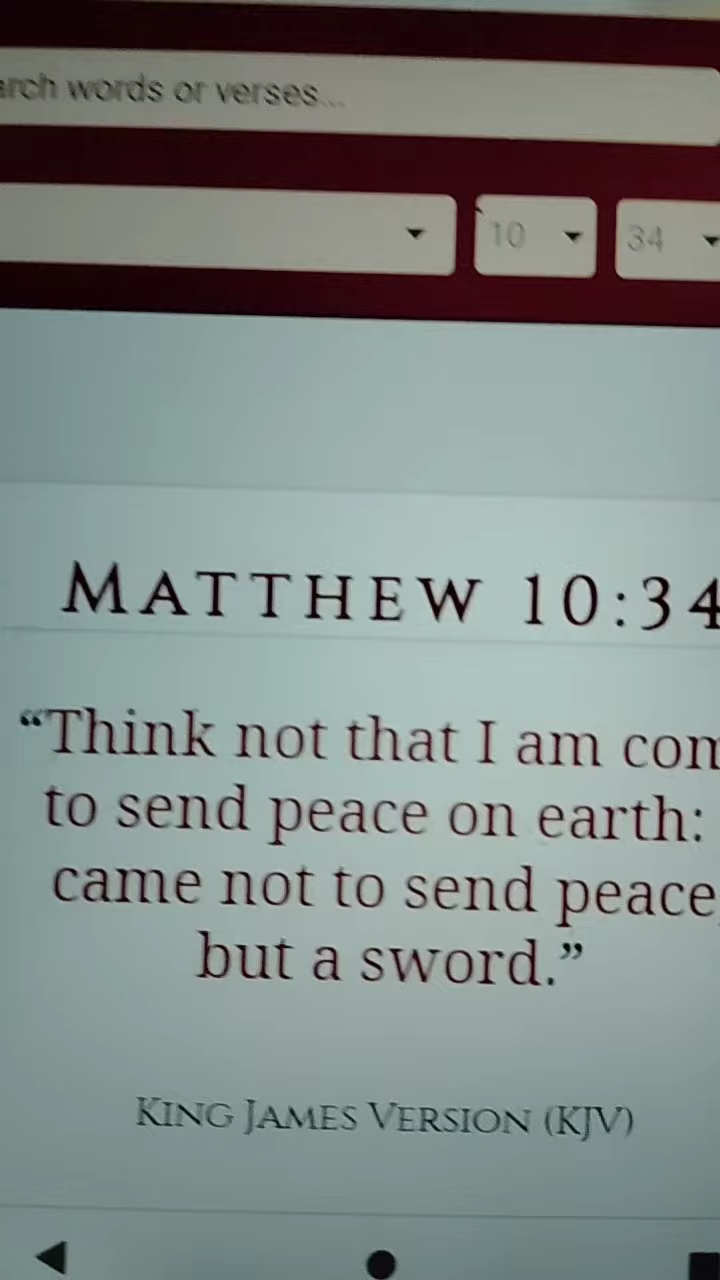 arch words or verses...
10 34
MATTHEW 10:34
“Think not that I am com
to send peace on earth:
came not to send peace,
but a sword.”
KING JAMES VERSION (KJV)